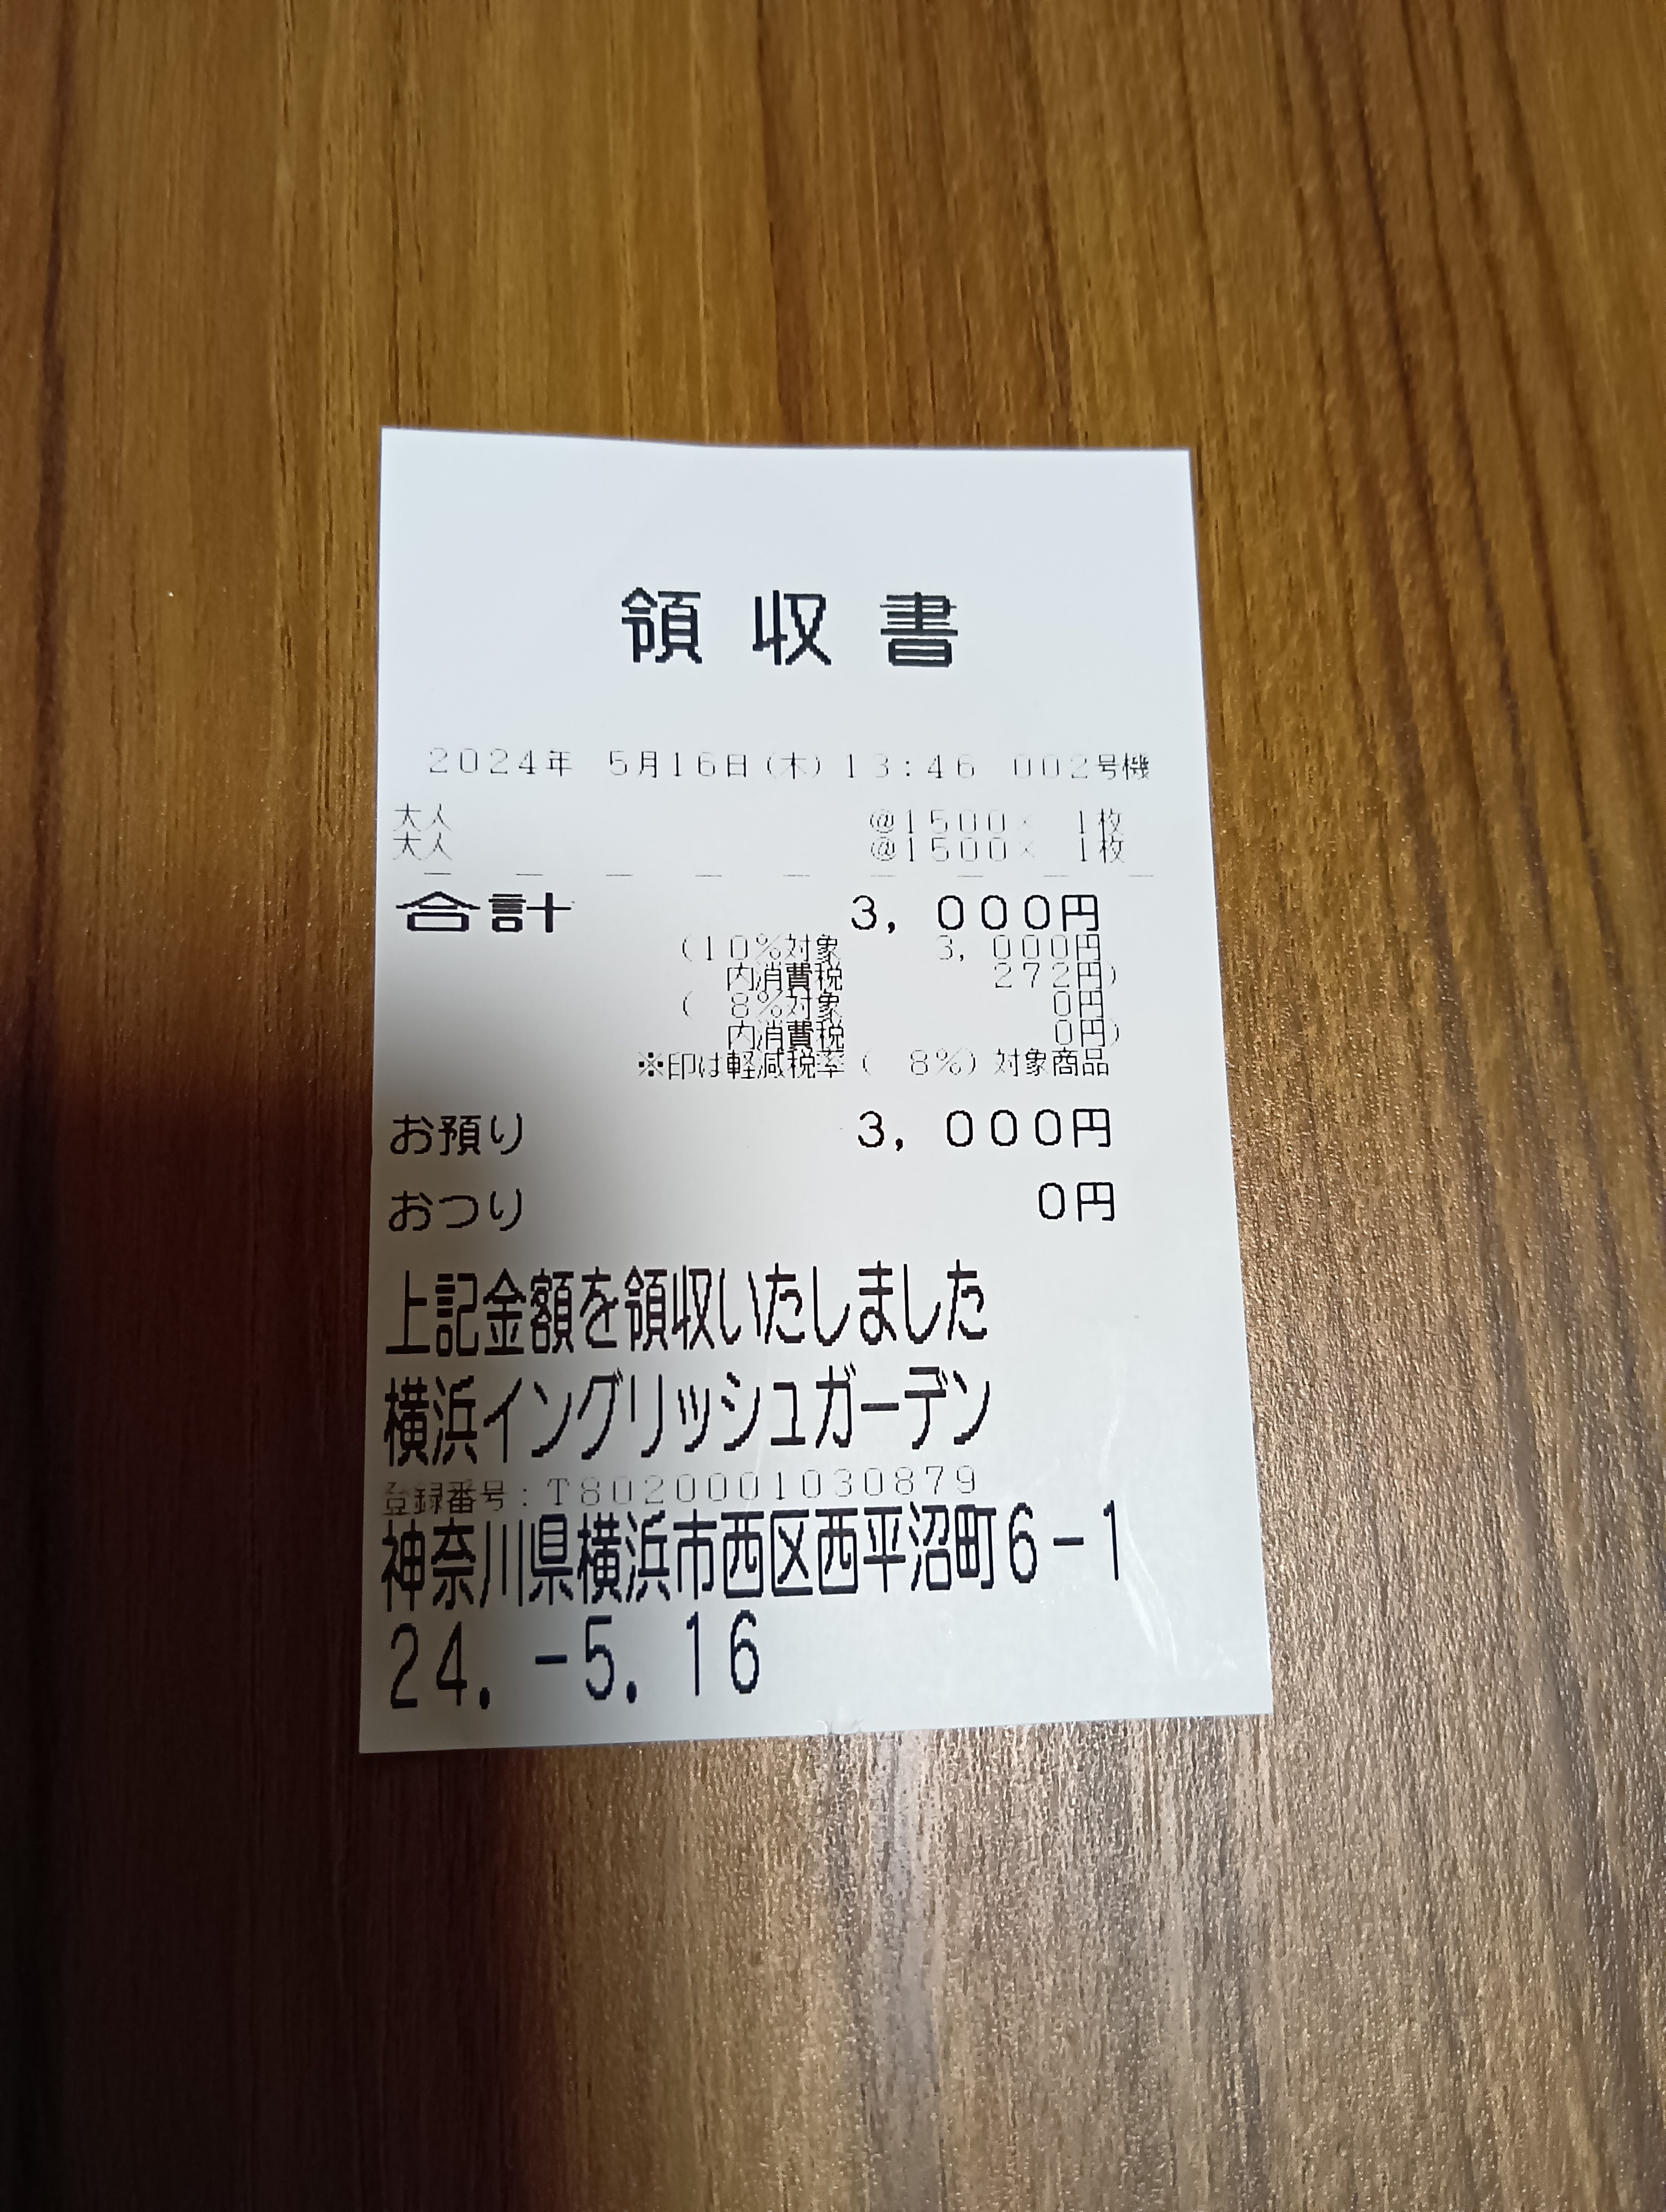 領収書
2024年 5月16日(木)13:46 002号機
大人 @1500× 1枚
大人 @1500× 1枚
合計 3,000円
(10%対象 3,000円
内消費税 272円)
( 8%対象 0円
内消費税 0円)
※印は軽減税率( 8%)対象商品
お預り 3,000円
おつり 0円
上記金額を領収いたしました
横浜イングリッシュガーデン
登録番号:T8020001030879
神奈川県横浜市西区西平沼町6-1
24.-5.16